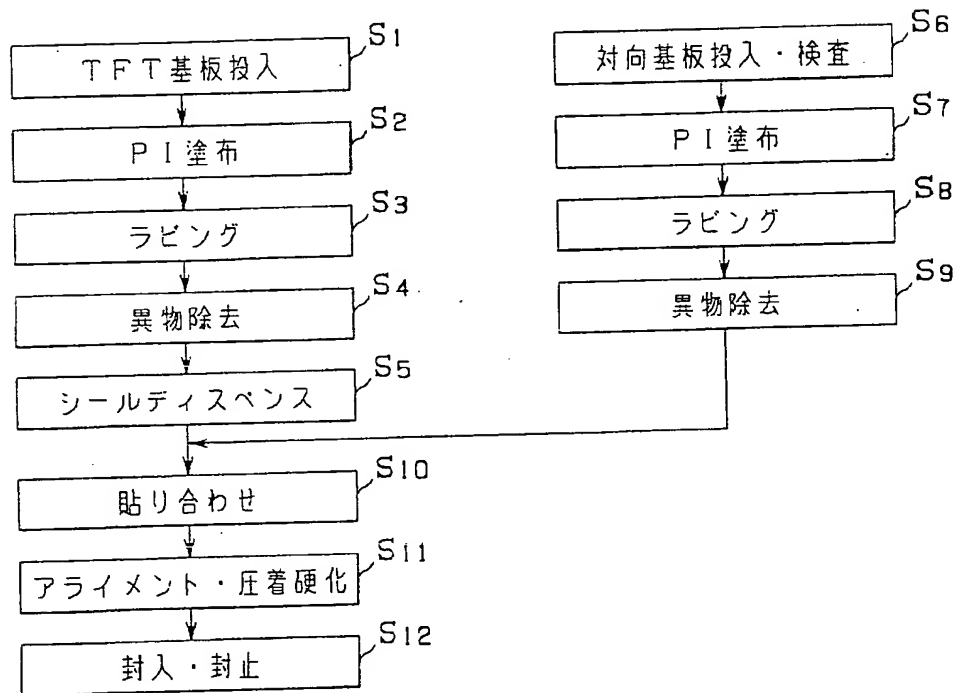 S1
TFT基板投入
S2
PI塗布
S3
ラビング
S4
異物除去
S5
シールディスペンス
S6
対向基板投入・検査
S7
PI塗布
S8
ラビング
S9
異物除去
S10
貼り合わせ
S11
アライメント・圧着硬化
S12
封入・封止